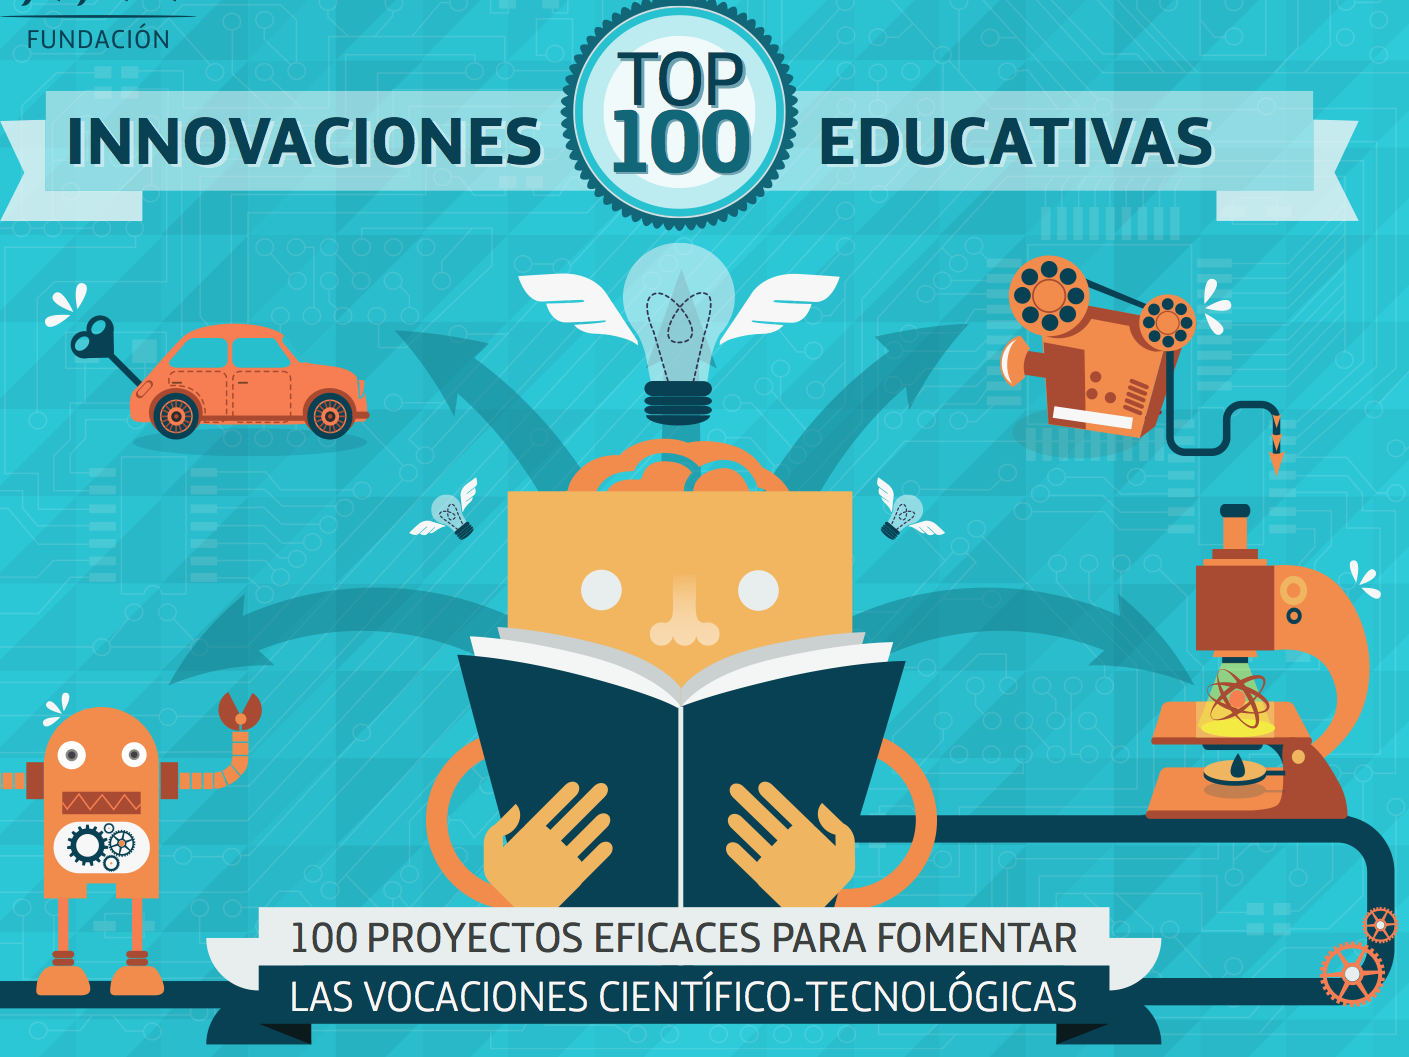 FUNDACIÓN
TOP
100
INNOVACIONES EDUCATIVAS
100 PROYECTOS EFICACES PARA FOMENTAR
LAS VOCACIONES CIENTÍFICO-TECNOLÓGICAS